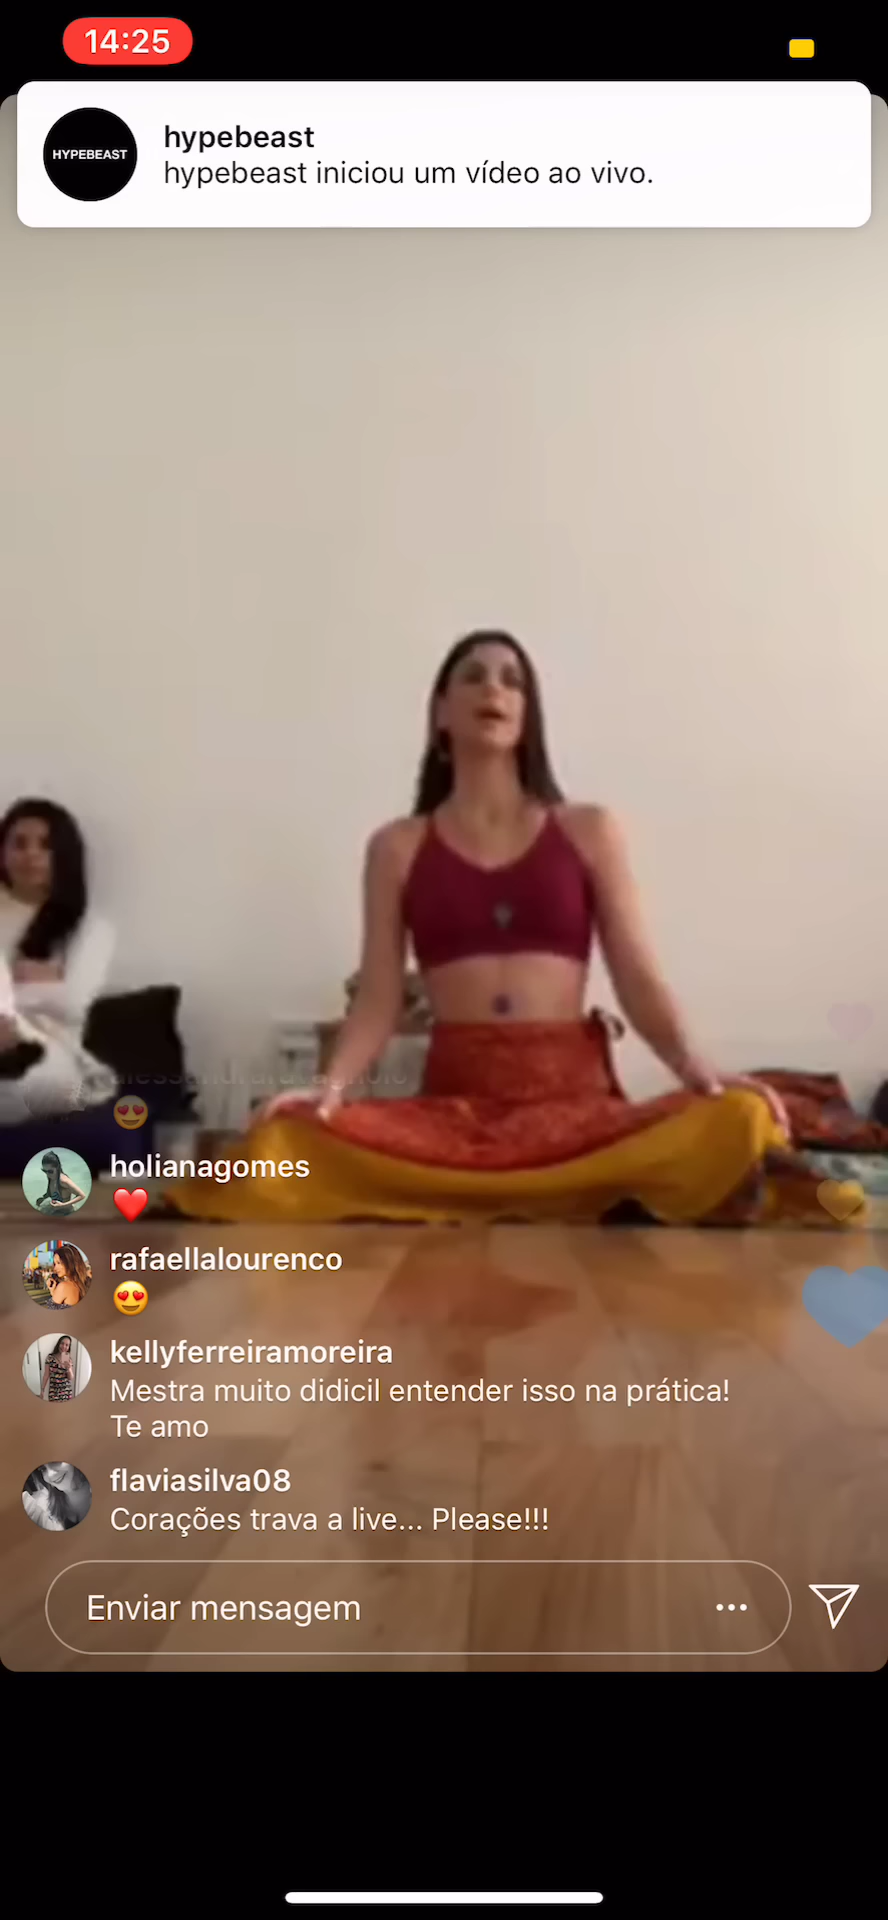 14:25
HYPEBEAST
hypebeast
hypebeast iniciou um vídeo ao vivo.
😍
holianagomes
❤️
rafaellalourenco
😍
kellyferreiramoreira
Mestra muito didicil entender isso na prática!
Te amo
flaviasilva08
Corações trava a live... Please!!!
Enviar mensagem